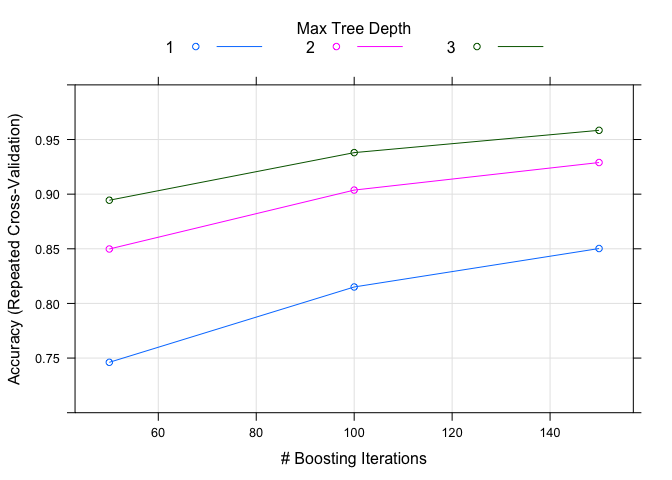 Max Tree Depth
1 2 3
Accuracy (Repeated Cross-Validation)
0.95
0.90
0.85
0.80
0.75
60 80 100 120 140
# Boosting Iterations